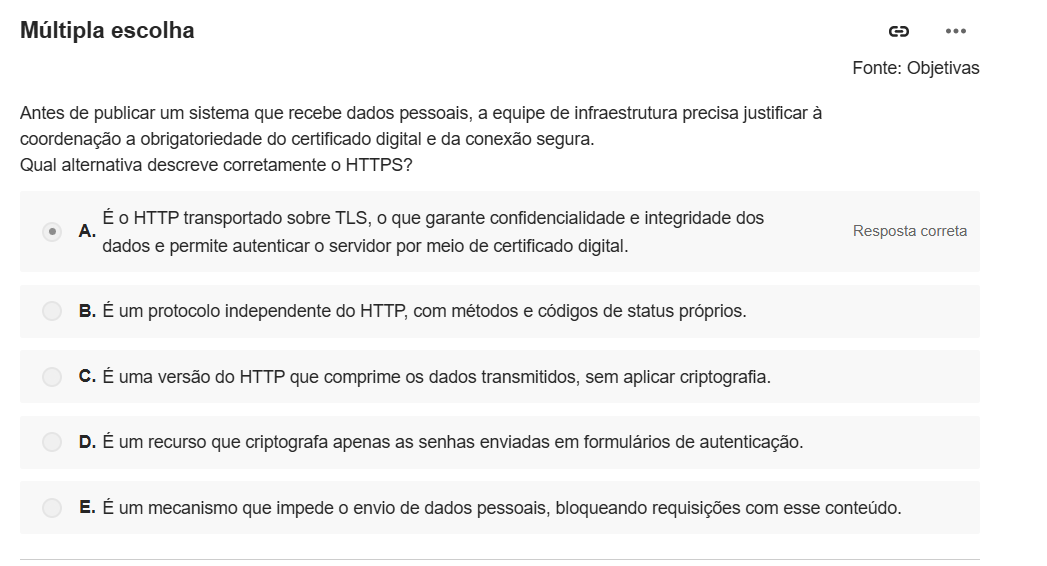 Múltipla escolha
Fonte: Objetivas
Antes de publicar um sistema que recebe dados pessoais, a equipe de infraestrutura precisa justificar à
coordenação a obrigatoriedade do certificado digital e da conexão segura.
Qual alternativa descreve corretamente o HTTPS?
A. É o HTTP transportado sobre TLS, o que garante confidencialidade e integridade dos
dados e permite autenticar o servidor por meio de certificado digital.
Resposta correta
B. É um protocolo independente do HTTP, com métodos e códigos de status próprios.
C. É uma versão do HTTP que comprime os dados transmitidos, sem aplicar criptografia.
D. É um recurso que criptografa apenas as senhas enviadas em formulários de autenticação.
E. É um mecanismo que impede o envio de dados pessoais, bloqueando requisições com esse conteúdo.